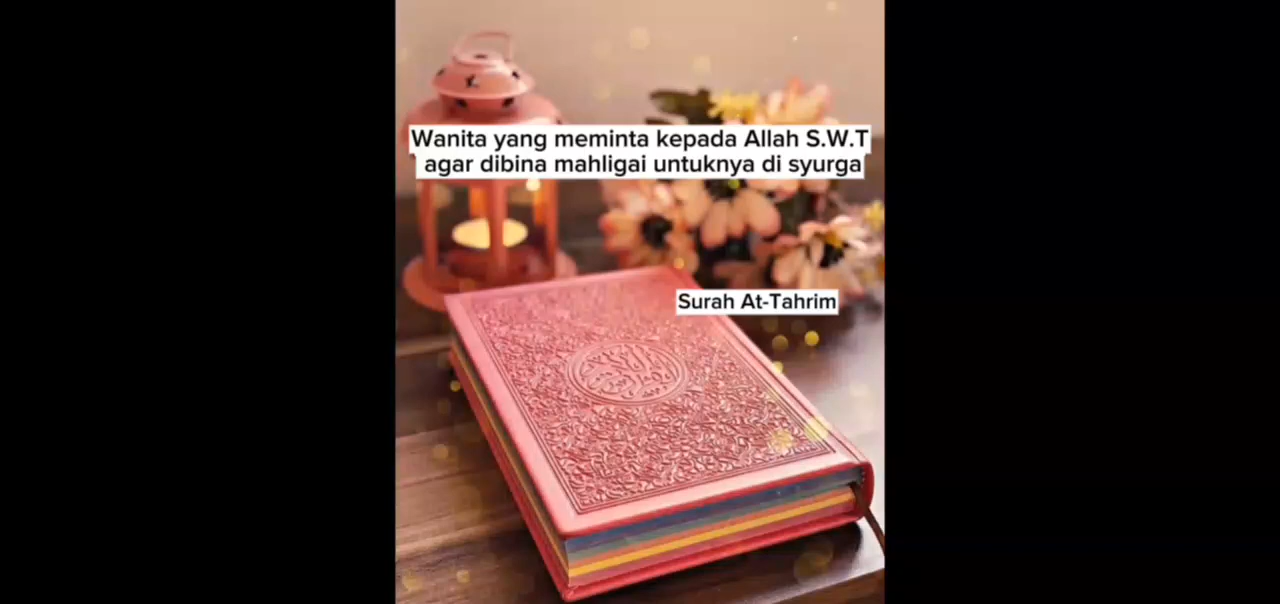 Wanita yang meminta kepada Allah S.W.T
agar dibina mahligai untuknya di syurga
Surah At-Tahrim